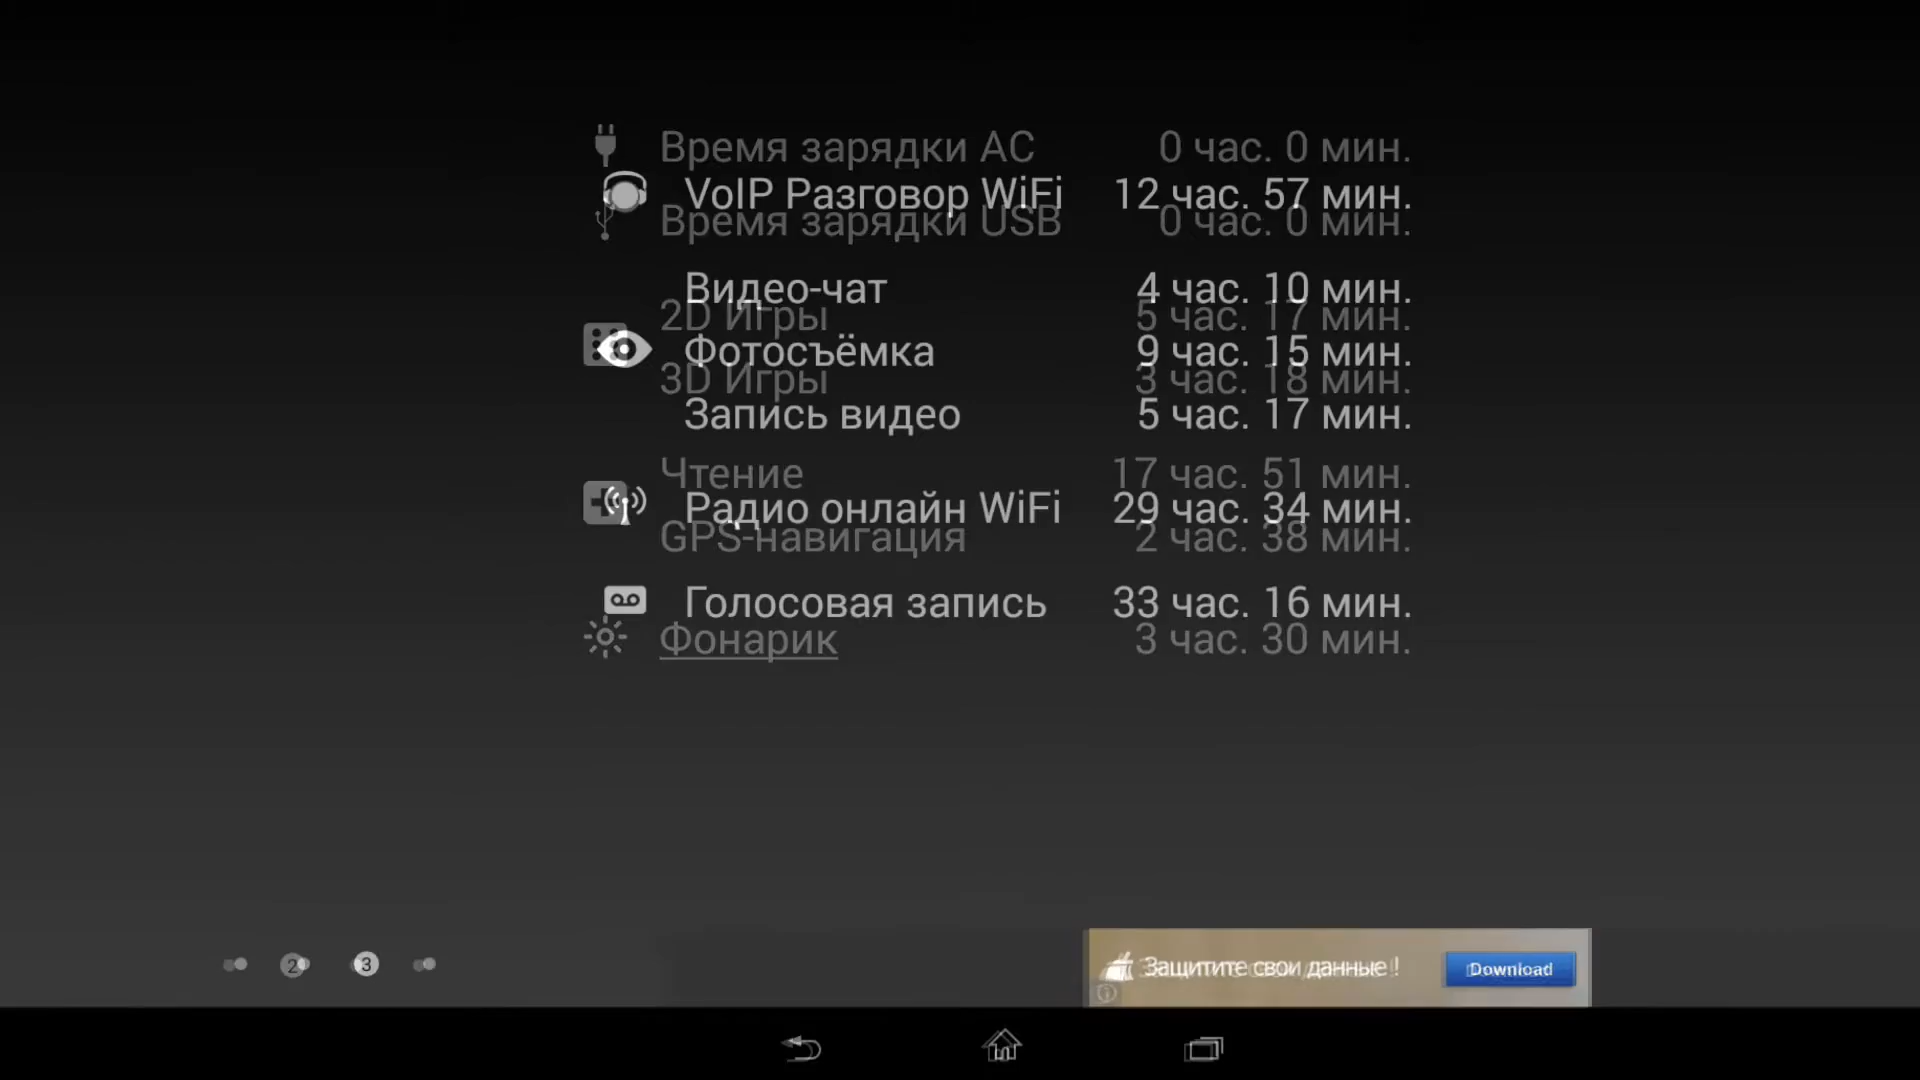 Время зарядки AC 0 час. 0 мин.
VoIP Разговор WiFi 12 час. 57 мин.
Время зарядки USB 0 час. 0 мин.
Видео-чат 4 час. 10 мин.
2D Игры 5 час. 17 мин.
Фотосъёмка 9 час. 15 мин.
3D Игры 3 час. 18 мин.
Запись видео 5 час. 17 мин.
Чтение 17 час. 51 мин.
Радио онлайн WiFi 29 час. 34 мин.
GPS-навигация 2 час. 38 мин.
Голосовая запись 33 час. 16 мин.
Фонарик 3 час. 30 мин.
2 3
Защитите свои данные !
Download